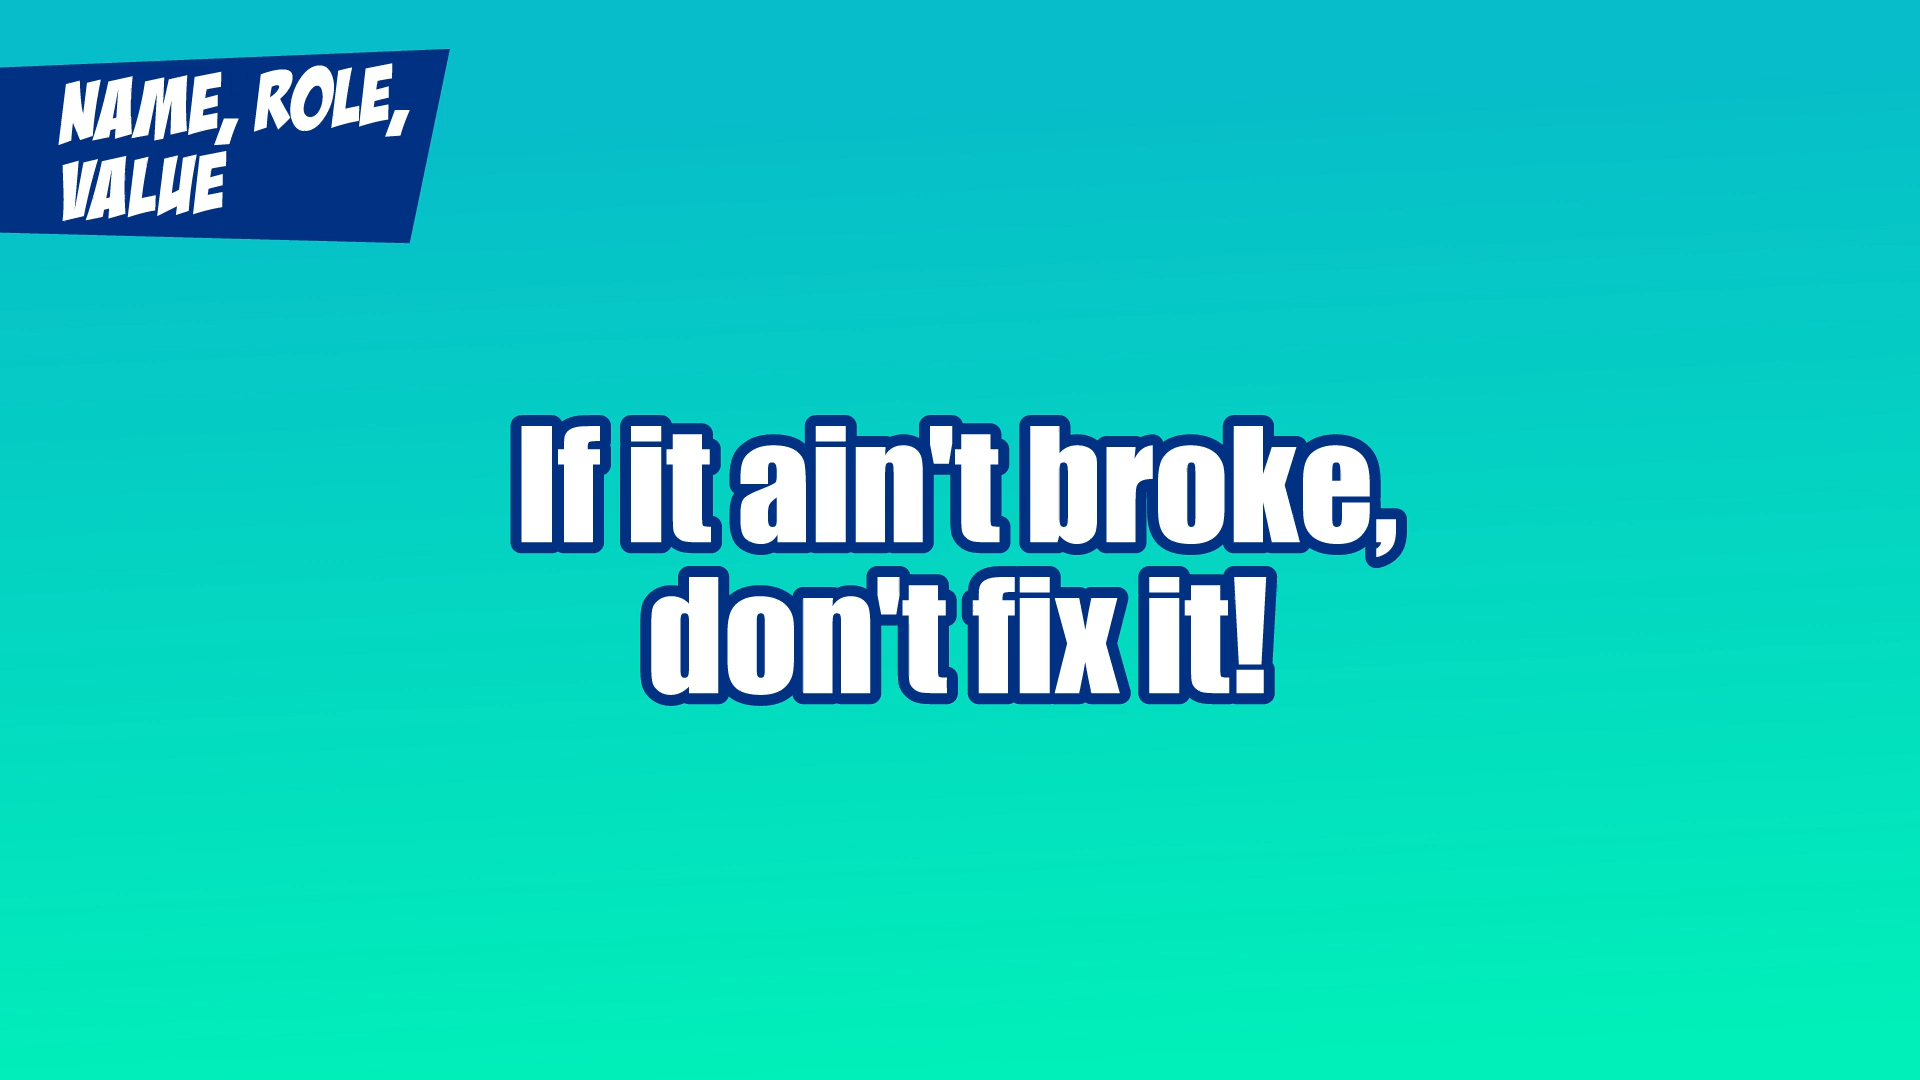 NAME, ROLE,
VALUE
If it ain't broke,
don't fix it!